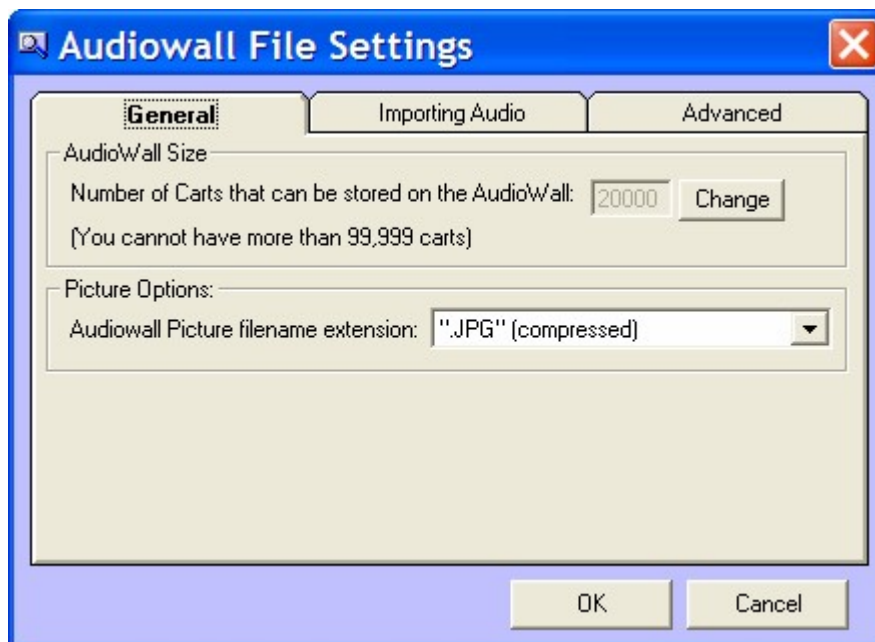 Audiowall File Settings
General
Importing Audio
Advanced
AudioWall Size
Number of Carts that can be stored on the AudioWall: 20000 Change
(You cannot have more than 99,999 carts)
Picture Options:
Audiowall Picture filename extension: ".JPG" (compressed)
OK
Cancel